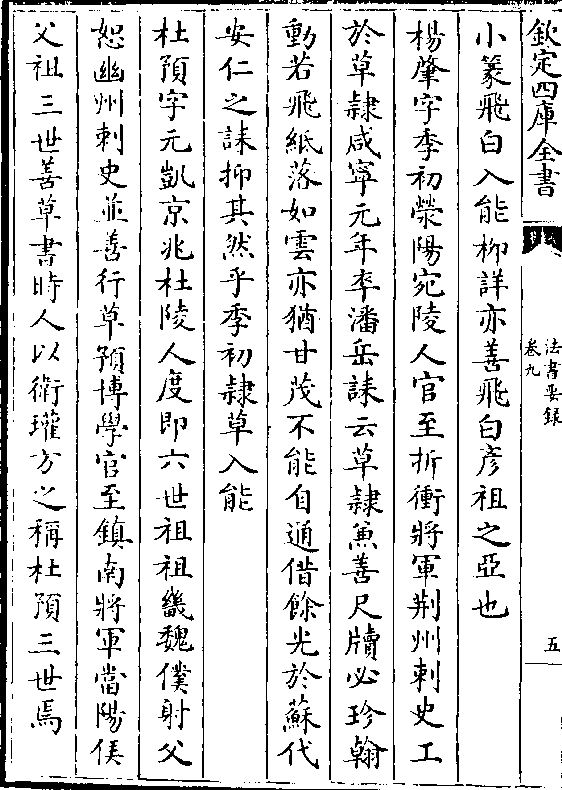 欽定四庫全書
法書要録
卷九
五
小篆飛白入能柳詳亦善飛白彦祖之亞也
楊肇字季初滎陽宛陵人官至折衝將軍荆州刺史工
於草隸咸寧元年卒潘岳誄云草隸兼善尺牘必珍翰
動若飛紙落如雲亦猶甘茂不能自通借餘光於蘇代
安仁之誄抑其然乎季初隸草入能
杜預字元凱京兆杜陵人度即六世祖祖畿魏僕射父
恕幽州刺史並善行草預博學官至鎮南將軍當陽侯
父祖三世善草書時人以衛瓘方之稱杜預三世焉